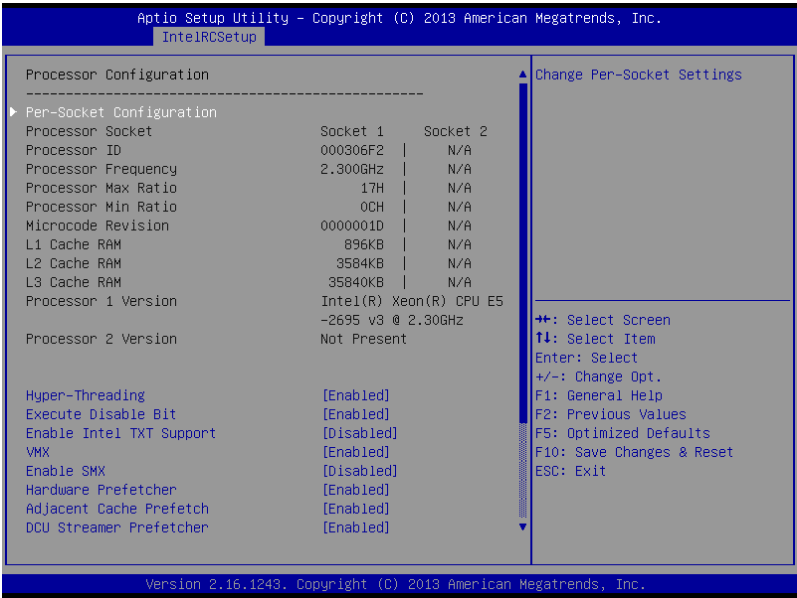 Aptio Setup Utility – Copyright (C) 2013 American Megatrends, Inc.
IntelRCSetup
Processor Configuration
--------------------------------------------------
Per-Socket Configuration
Processor Socket Socket 1 Socket 2
Processor ID 000306F2 | N/A
Processor Frequency 2.300GHz | N/A
Processor Max Ratio 17H | N/A
Processor Min Ratio 0CH | N/A
Microcode Revision 0000001D | N/A
L1 Cache RAM 896KB | N/A
L2 Cache RAM 3584KB | N/A
L3 Cache RAM 35840KB | N/A
Processor 1 Version Intel(R) Xeon(R) CPU E5
-2695 v3 @ 2.30GHz
Processor 2 Version Not Present
Hyper-Threading [Enabled]
Execute Disable Bit [Enabled]
Enable Intel TXT Support [Disabled]
VMX [Enabled]
Enable SMX [Disabled]
Hardware Prefetcher [Enabled]
Adjacent Cache Prefetch [Enabled]
DCU Streamer Prefetcher [Enabled]
Change Per-Socket Settings
→←: Select Screen
↑↓: Select Item
Enter: Select
+/-: Change Opt.
F1: General Help
F2: Previous Values
F5: Optimized Defaults
F10: Save Changes & Reset
ESC: Exit
Version 2.16.1243. Copyright (C) 2013 American Megatrends, Inc.